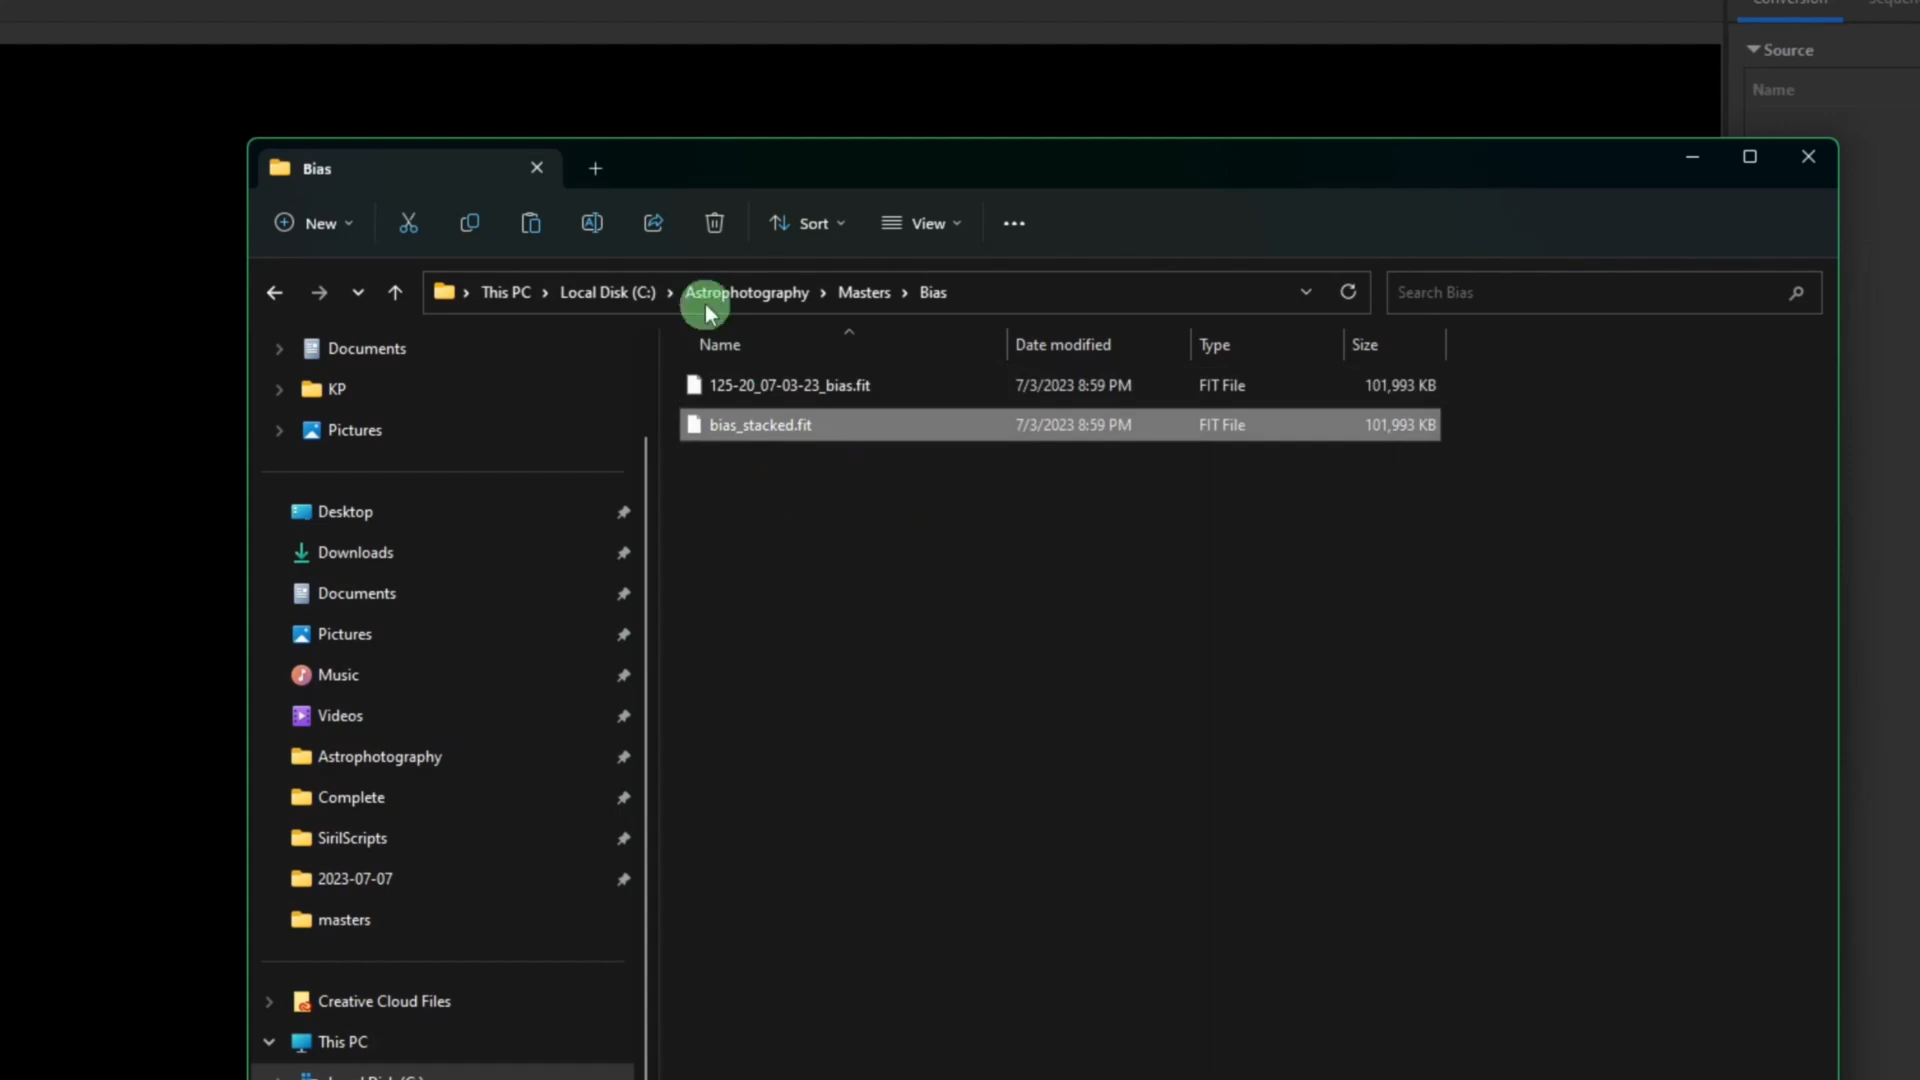 Conversion
Source
Name
Bias
New
Sort
View
This PC
Local Disk (C:)
Astrophotography
Masters
Bias
Search Bias
Name
Date modified
Type
Size
125-20_07-03-23_bias.fit
7/3/2023 8:59 PM
FIT File
101,993 KB
bias_stacked.fit
7/3/2023 8:59 PM
FIT File
101,993 KB
Documents
KP
Pictures
Desktop
Downloads
Documents
Pictures
Music
Videos
Astrophotography
Complete
SirilScripts
2023-07-07
masters
Creative Cloud Files
This PC
Local Disk (C:)